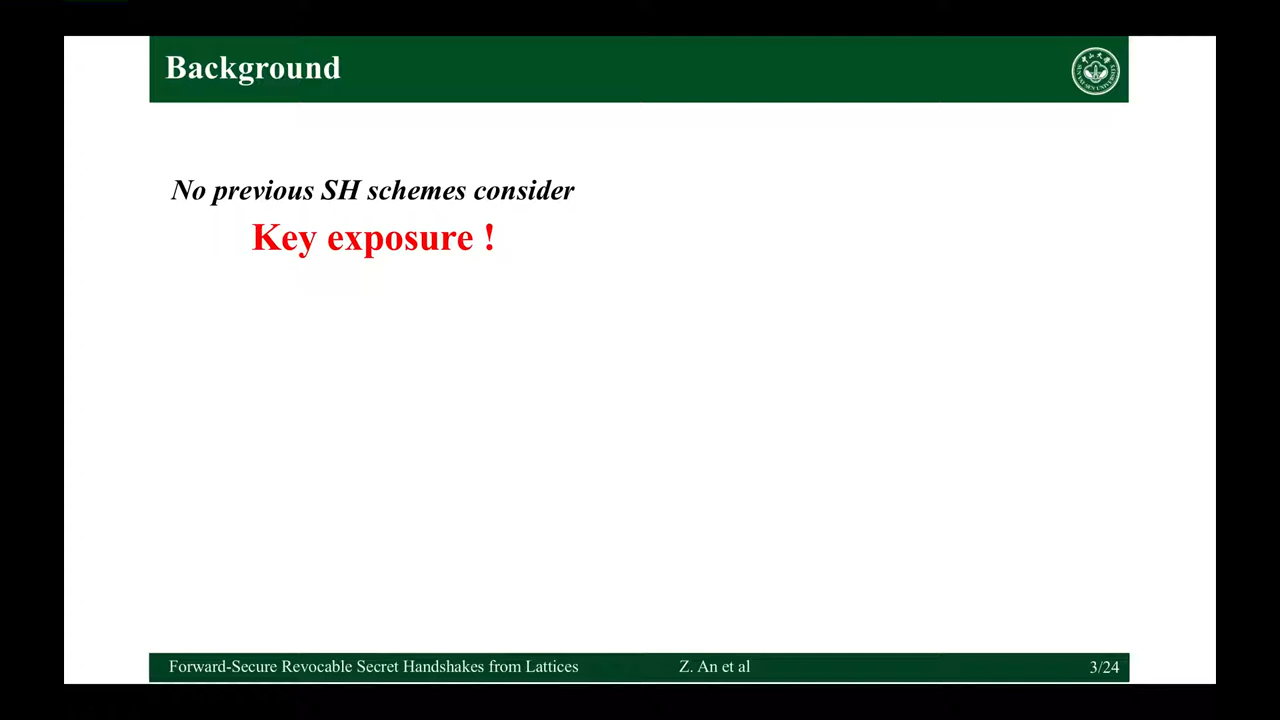 Background
No previous SH schemes consider
Key exposure !
Forward-Secure Revocable Secret Handshakes from Lattices
Z. An et al
3/24